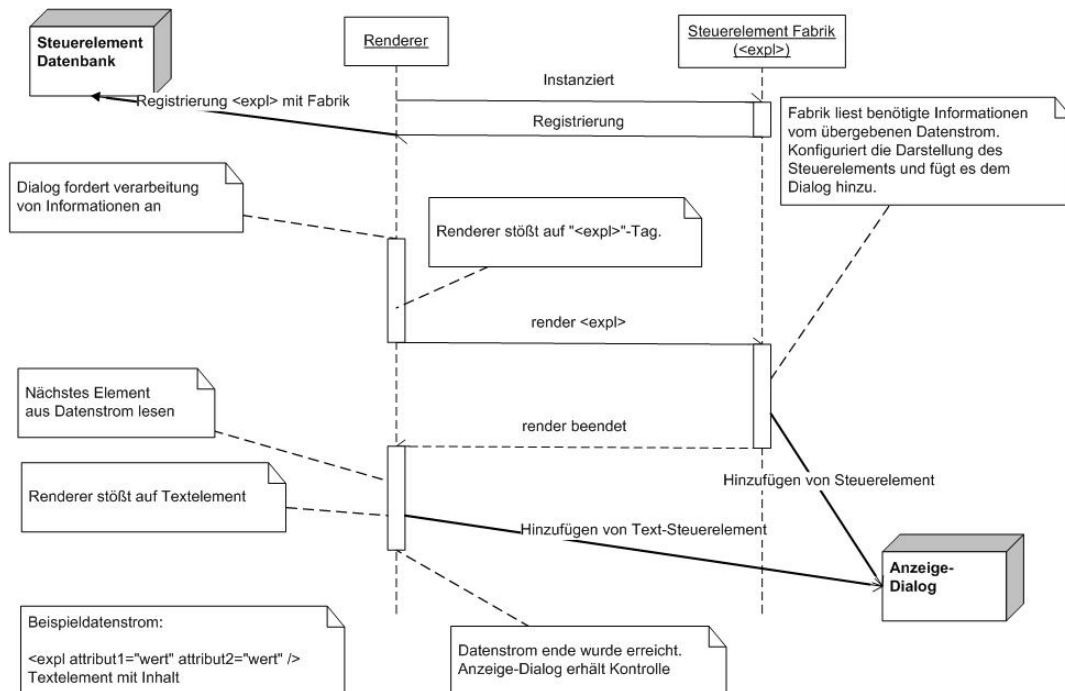 Steuerelement
Datenbank
Renderer
Steuerelement Fabrik
(<expl>)
Instanziert
Registrierung <expl> mit Fabrik
Registrierung
Fabrik liest benötigte Informationen
vom übergebenen Datenstrom.
Konfiguriert die Darstellung des
Steuerelements und fügt es dem
Dialog hinzu.
Dialog fordert verarbeitung
von Informationen an
Renderer stößt auf "<expl>"-Tag.
render <expl>
Nächstes Element
aus Datenstrom lesen
render beendet
Hinzufügen von Steuerelement
Renderer stößt auf Textelement
Hinzufügen von Text-Steuerelement
Anzeige-
Dialog
Beispieldatenstrom:
<expl attribut1="wert" attribut2="wert" />
Textelement mit Inhalt
Datenstrom ende wurde erreicht.
Anzeige-Dialog erhält Kontrolle